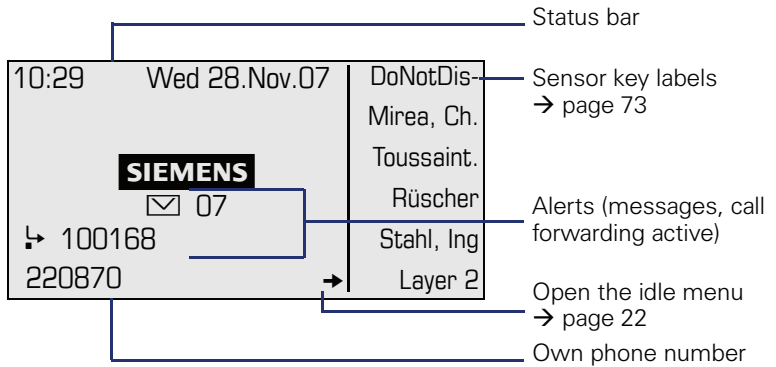 Status bar
10:29 Wed 28.Nov.07 DoNotDis-
Sensor key labels
→ page 73
Mirea, Ch.
Toussaint.
SIEMENS
07 Rüscher
Alerts (messages, call
forwarding active)
100168 Stahl, Ing
220870 → Layer 2
Open the idle menu
→ page 22
Own phone number